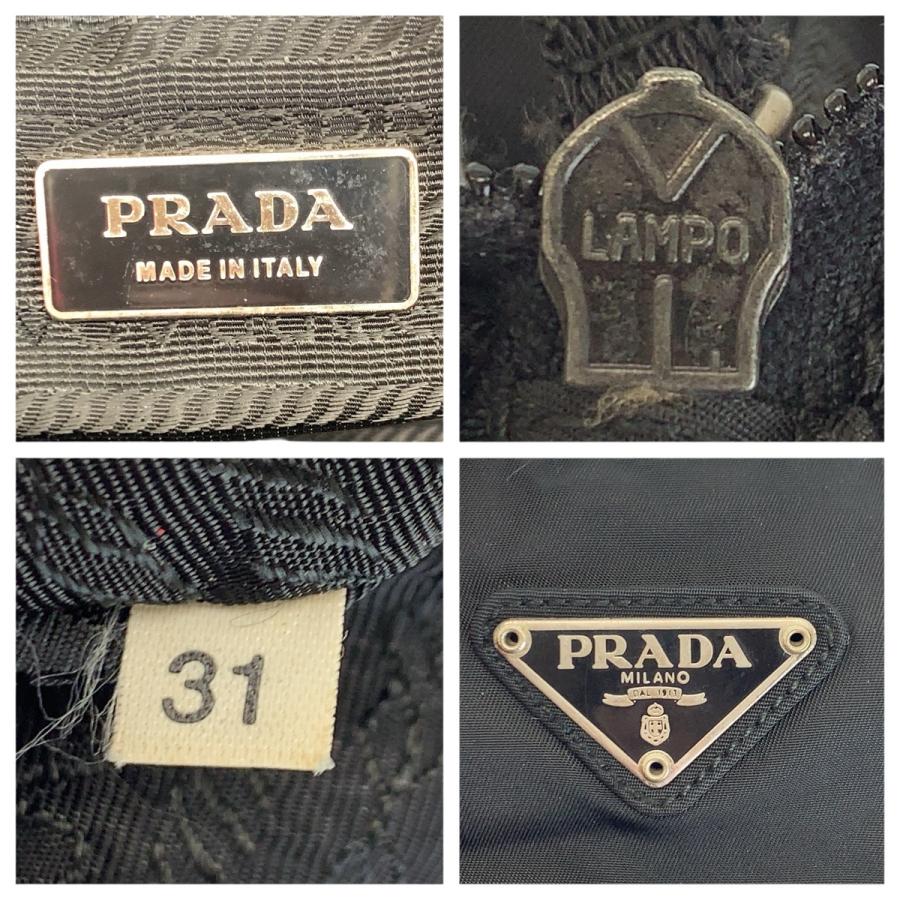 PRADA
MADE IN ITALY
LAMPO
31
PRADA
MILANO
DAL 1913